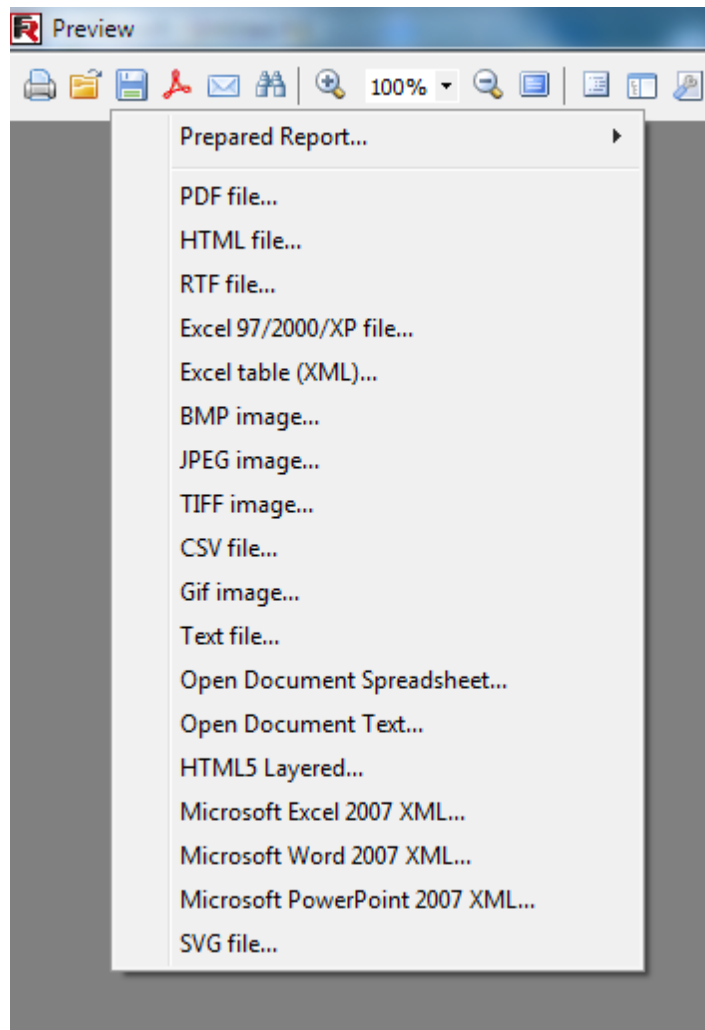 Preview
100%
Prepared Report...
PDF file...
HTML file...
RTF file...
Excel 97/2000/XP file...
Excel table (XML)...
BMP image...
JPEG image...
TIFF image...
CSV file...
Gif image...
Text file...
Open Document Spreadsheet...
Open Document Text...
HTML5 Layered...
Microsoft Excel 2007 XML...
Microsoft Word 2007 XML...
Microsoft PowerPoint 2007 XML...
SVG file...